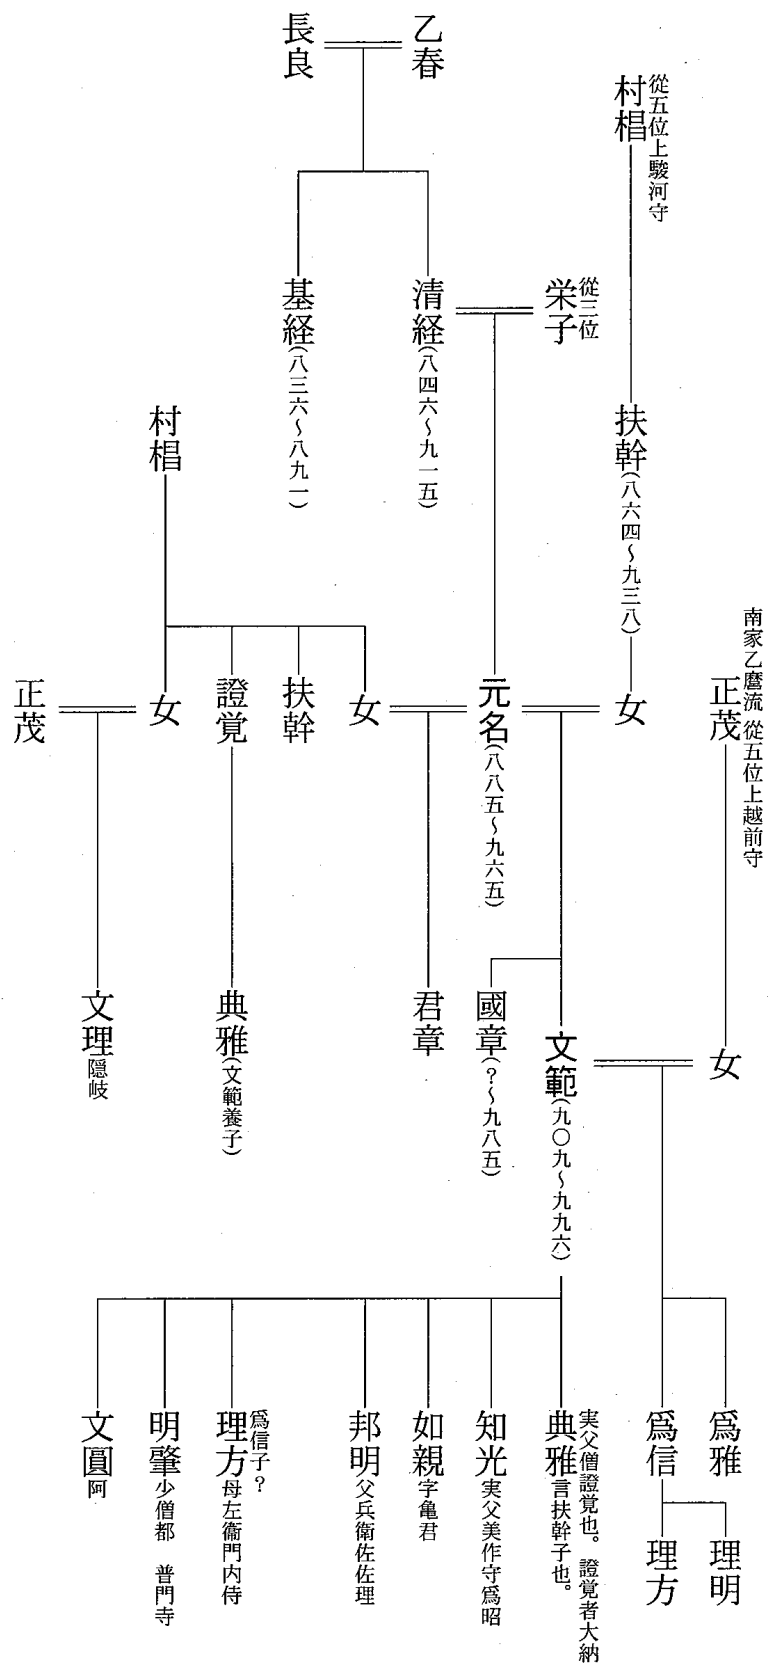 乙春
長良
從五位上駿河守
村椙
從三位
栄子
清経(八四六～九一五)
基経(八三六～八九一)
扶幹(八六四～九三八)
村椙
南家乙麿流 從五位上越前守
正茂
女
元名(八八五～九六五)
女
扶幹
證覚
女
正茂
女
文範(九〇九～九九六)
國章(?～九八五)
君章
典雅(文範養子)
文理隠岐
爲雅
爲信
理明
理方
実父僧證覚也。 證覚者大納
典雅言扶幹子也。
知光実父美作守爲昭
如親字亀君
邦明父兵衛佐佐理
爲信子?
理方母左衞門内侍
明肇少僧都 普門寺
文圓阿